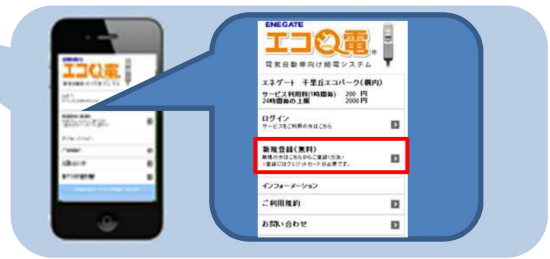 ENEGATE
エコQ電
電気自動車向け給電システム
エネゲート 千里丘エコパーク(構内)
サービス利用料(1時間毎) 200 円
24時間毎の上限 2000 円
ログイン
サービスをご利用の方はこちら
新規登録(無料)
新規の方はこちらからご登録ください
・登録にはクレジットカードが必要です。
インフォーメーション
ご利用規約
お問い合わせ